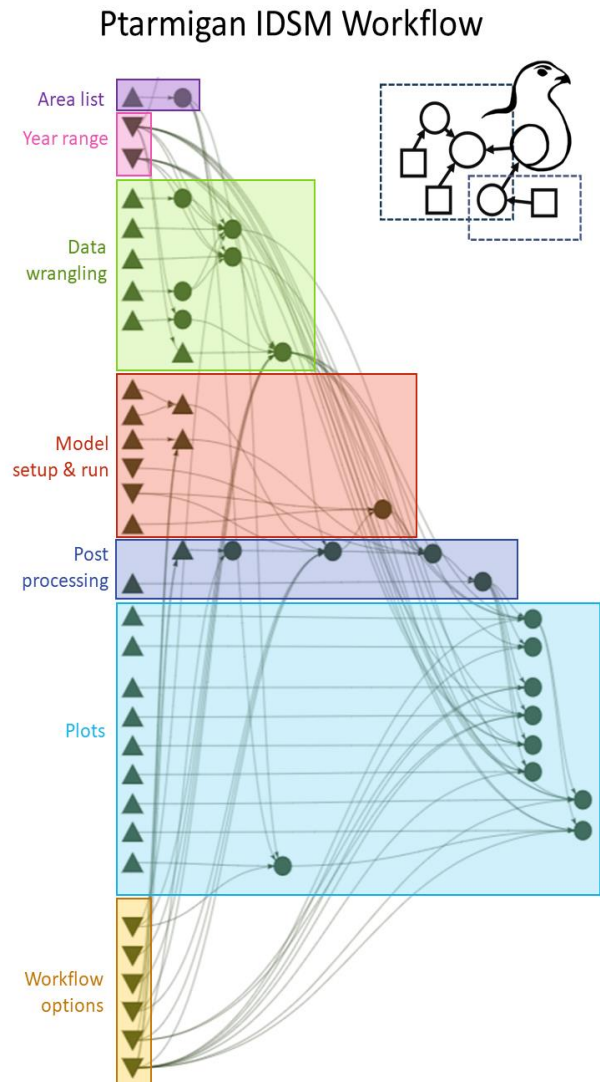 Ptarmigan IDSM Workflow
Area list
Year range
Data
wrangling
Model
setup & run
Post
processing
Plots
Workflow
options